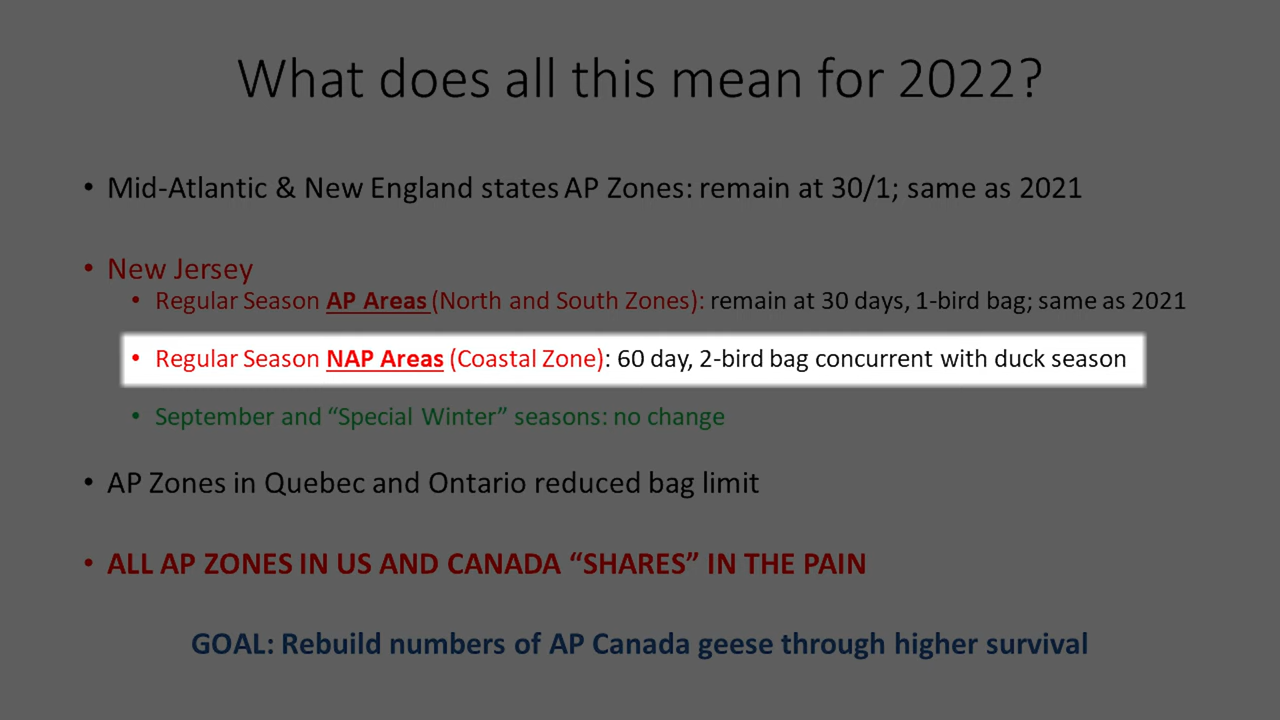 What does all this mean for 2022?
• Mid-Atlantic & New England states AP Zones: remain at 30/1; same as 2021
• New Jersey
• Regular Season AP Areas (North and South Zones): remain at 30 days, 1-bird bag; same as 2021
• Regular Season NAP Areas (Coastal Zone): 60 day, 2-bird bag concurrent with duck season
• September and “Special Winter” seasons: no change
• AP Zones in Quebec and Ontario reduced bag limit
• ALL AP ZONES IN US AND CANADA “SHARES” IN THE PAIN
GOAL: Rebuild numbers of AP Canada geese through higher survival